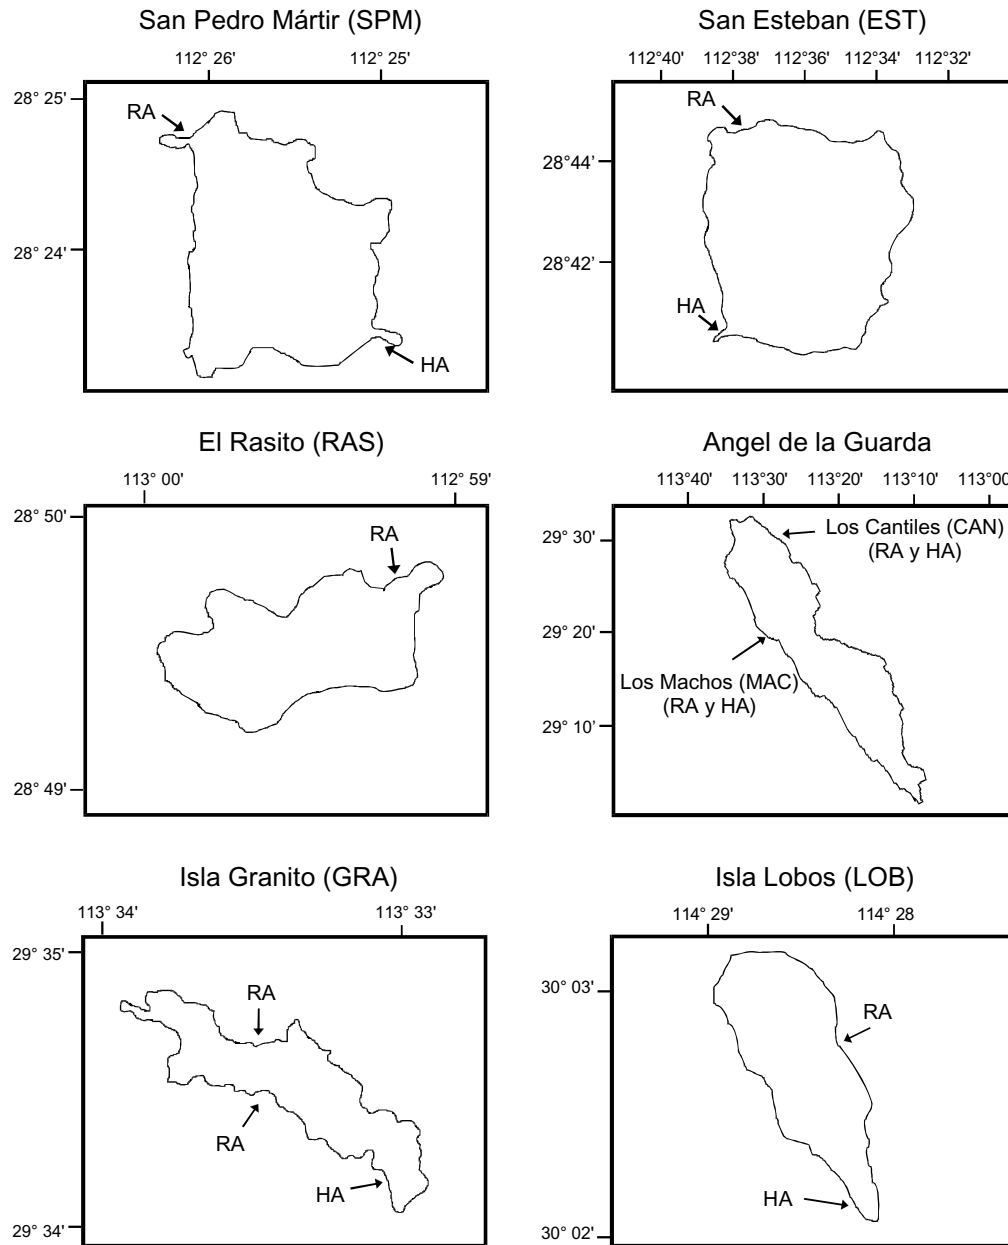 San Pedro Mártir (SPM)
112° 26' 112° 25'
28° 25'
RA
28° 24'
HA
San Esteban (EST)
112°40' 112°38' 112°36' 112°34' 112°32'
RA
28°44'
28°42'
HA
El Rasito (RAS)
113° 00' 112° 59'
28° 50'
RA
28° 49'
Angel de la Guarda
113°40' 113°30' 113°20' 113°10' 113°00'
29° 30'
Los Cantiles (CAN)
(RA y HA)
29° 20'
Los Machos (MAC)
(RA y HA)
29° 10'
Isla Granito (GRA)
113° 34' 113° 33'
29° 35'
RA
RA
HA
29° 34'
Isla Lobos (LOB)
114° 29' 114° 28'
30° 03'
RA
HA
30° 02'